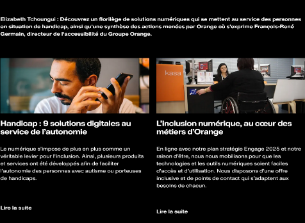 Elizabeth Tchoungui : Découvrez un florilège de solutions numériques qui se mettent au service des personnes
en situation de handicap, ainsi qu'une synthèse des actions menées par Orange où s'exprime François-René
Germain, directeur de l'accessibilité du Groupe Orange.
Handicap : 9 solutions digitales au
service de l'autonomie
Le numérique s'impose de plus en plus comme un
véritable levier pour l'inclusion. Ainsi, plusieurs produits
et services ont été développés afin de faciliter
l'autonomie des personnes avec autisme ou porteuses
de handicaps.
Lire la suite
L'inclusion numérique, au cœur des
métiers d'Orange
En ligne avec notre plan stratégie Engage 2025 et notre
raison d'être, nous nous mobilisons pour que les
technologies et les outils numériques soient faciles
d'accès et d'utilisation. Nous disposons d'une offre
inclusive et de points de contact qui s'adaptent aux
besoins de chacun.
Lire la suite